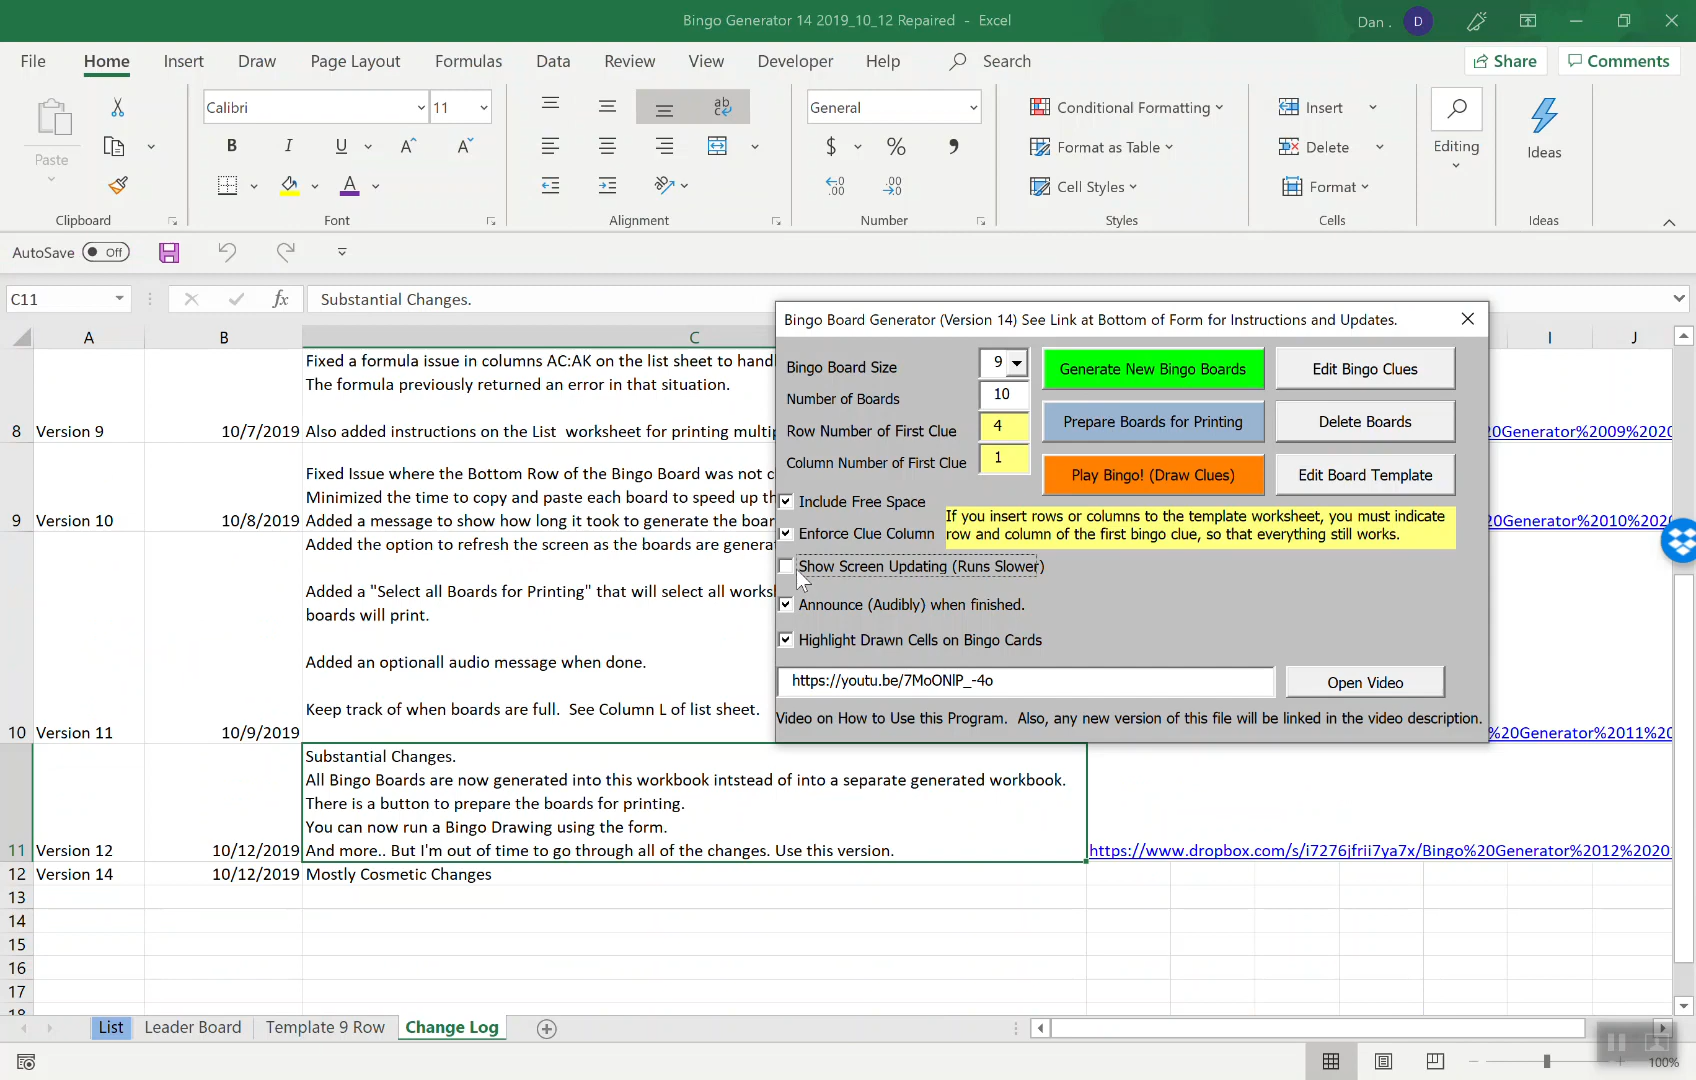 Bingo Generator 14 2019_10_12 Repaired - Excel
Dan .
D
File
Home
Insert
Draw
Page Layout
Formulas
Data
Review
View
Developer
Help
Search
Share
Comments
Paste
Clipboard
Calibri
11
B
I
U
A
A
A
Font
ab
Alignment
General
$
%
,
.00
.00
Number
Conditional Formatting
Format as Table
Cell Styles
Styles
Insert
Delete
Format
Cells
Editing
Ideas
Ideas
AutoSave
Off
C11
fx
Substantial Changes.
A
B
C
I
J
Fixed a formula issue in columns AC:AK on the list sheet to hand
The formula previously returned an error in that situation.
8 Version 9 10/7/2019 Also added instructions on the List worksheet for printing multip
20Generator%2009%202C
Fixed Issue where the Bottom Row of the Bingo Board was not c
Minimized the time to copy and paste each board to speed up th
9 Version 10 10/8/2019 Added a message to show how long it took to generate the boar
20Generator%2010%202C
Added the option to refresh the screen as the boards are genera
Added a "Select all Boards for Printing" that will select all works
boards will print.
Added an optionall audio message when done.
Keep track of when boards are full. See Column L of list sheet.
10 Version 11 10/9/2019
%20Generator%2011%2C
Substantial Changes.
All Bingo Boards are now generated into this workbook intstead of into a separate generated workbook.
There is a button to prepare the boards for printing.
You can now run a Bingo Drawing using the form.
11 Version 12 10/12/2019 And more.. But I'm out of time to go through all of the changes. Use this version.
https://www.dropbox.com/s/i7276jfrii7ya7x/Bingo%20Generator%2012%2020
12 Version 14 10/12/2019 Mostly Cosmetic Changes
13
14
15
16
17
Bingo Board Generator (Version 14) See Link at Bottom of Form for Instructions and Updates.
Bingo Board Size 9
Number of Boards 10
Row Number of First Clue 4
Column Number of First Clue 1
Generate New Bingo Boards
Edit Bingo Clues
Prepare Boards for Printing
Delete Boards
Play Bingo! (Draw Clues)
Edit Board Template
Include Free Space
Enforce Clue Column
If you insert rows or columns to the template worksheet, you must indicate
row and column of the first bingo clue, so that everything still works.
Show Screen Updating (Runs Slower)
Announce (Audibly) when finished.
Highlight Drawn Cells on Bingo Cards
https://youtu.be/7MoONlP_-4o
Open Video
Video on How to Use this Program. Also, any new version of this file will be linked in the video description.
List
Leader Board
Template 9 Row
Change Log
100%